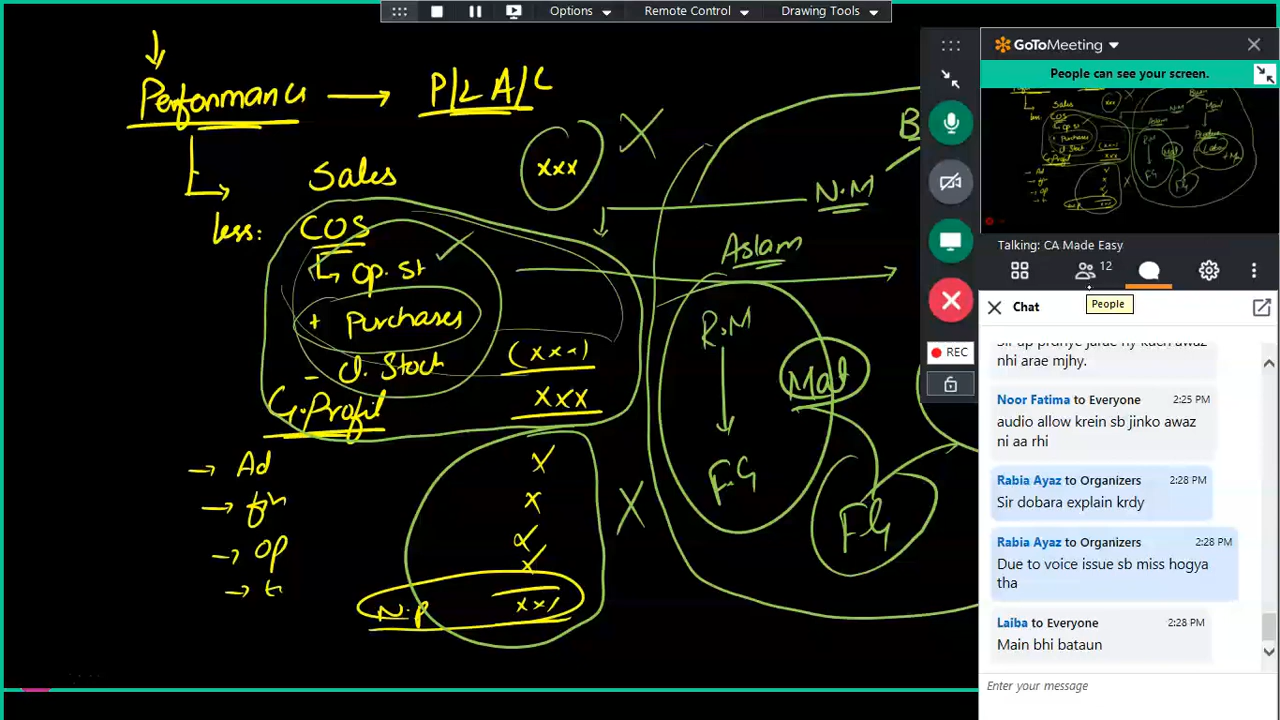 Options
Remote Control
Drawing Tools
GoToMeeting
People can see your screen.
Performance → P/L A/C
Sales xxx X
less: COS
Op. St
+ Purchases
- Cl. Stock (xxx)
G.Profit xxx
→ Ad x
→ fin x
→ op
N.P xxx
X
B
N.M
Aslam
R.M
Mat
F.G
FG
Talking: CA Made Easy
12
People
REC
Chat
Sir ap prahye jarae hy kuch awaz
nhi arae mjhy.
Noor Fatima to Everyone 2:25 PM
audio allow krein sb jinko awaz
ni aa rhi
Rabia Ayaz to Organizers 2:28 PM
Sir dobara explain krdy
Rabia Ayaz to Organizers 2:28 PM
Due to voice issue sb miss hogya
tha
Laiba to Everyone 2:28 PM
Main bhi bataun
Enter your message